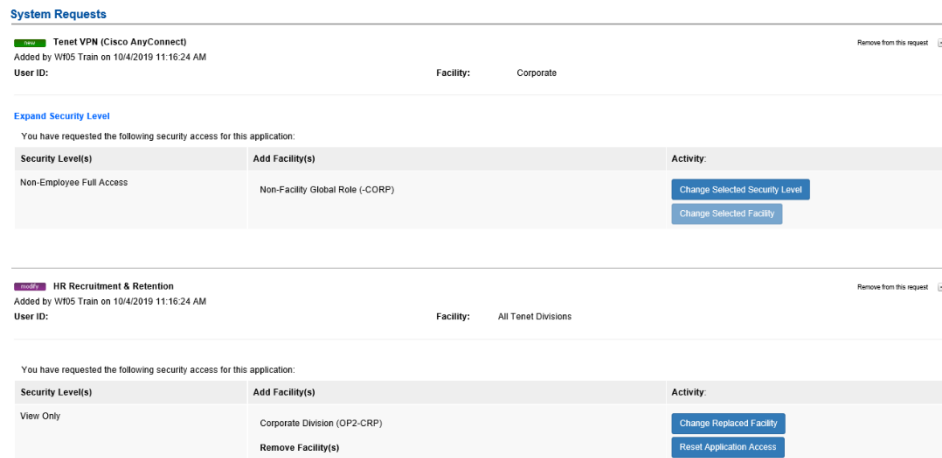 System Requests
new Tenet VPN (Cisco AnyConnect) Remove from this request
Added by Wf05 Train on 10/4/2019 11:16:24 AM
User ID: Facility: Corporate
Expand Security Level
You have requested the following security access for this application:
Security Level(s) Add Facility(s) Activity:
Non-Employee Full Access Non-Facility Global Role (-CORP) Change Selected Security Level
Change Selected Facility
modify HR Recruitment & Retention Remove from this request
Added by Wf05 Train on 10/4/2019 11:16:24 AM
User ID: Facility: All Tenet Divisions
You have requested the following security access for this application:
Security Level(s) Add Facility(s) Activity:
View Only Corporate Division (OP2-CRP) Change Replaced Facility
Remove Facility(s) Reset Application Access